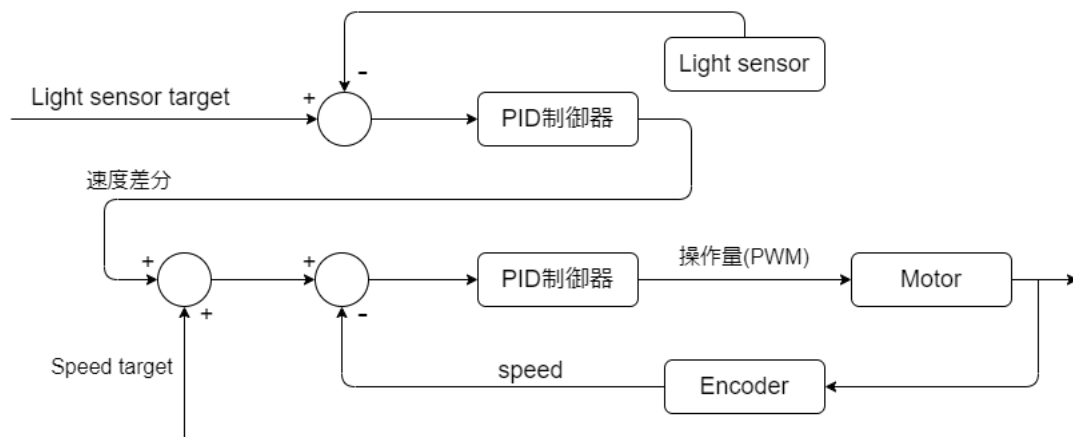 Light sensor
-
Light sensor target
+
PID制御器
速度差分
+
+
操作量(PWM)
PID制御器
Motor
+
-
Speed target
speed
Encoder